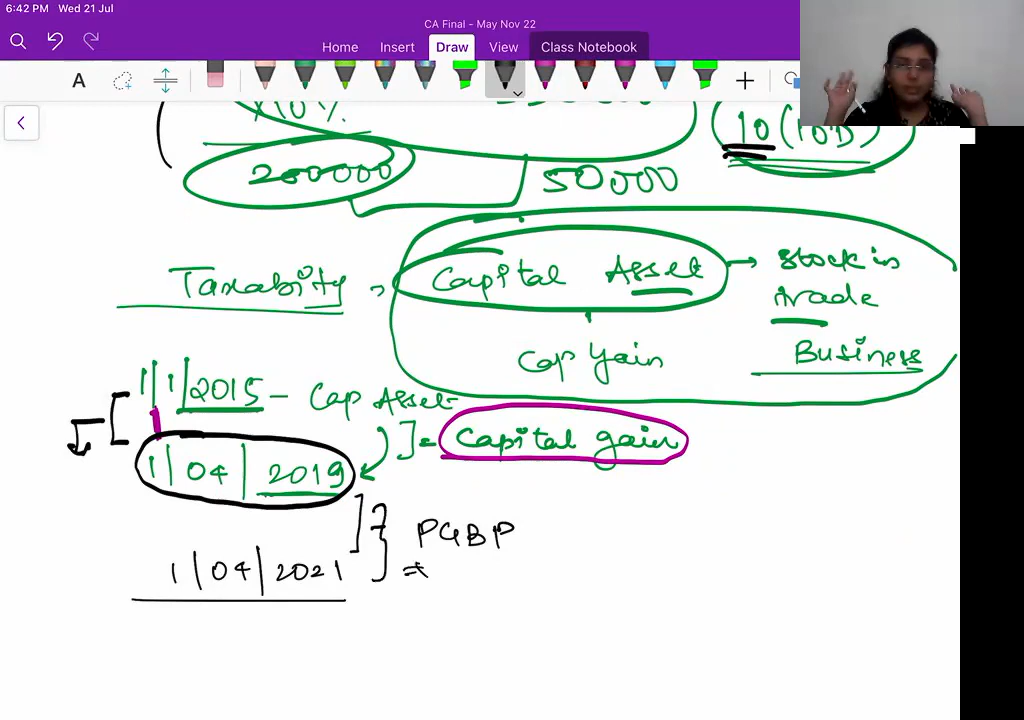 6:42 PM Wed 21 Jul
CA Final - May Nov 22
Home Insert Draw View Class Notebook
A
x10%
200000 50000
10 (10D)
Taxabity Capital Asset → Stock in trade
Cap gain Business
1/1/2015 - Cap Asset
1/04/2019 ] = Capital gain
PGBP
1/04/2021 ⇒